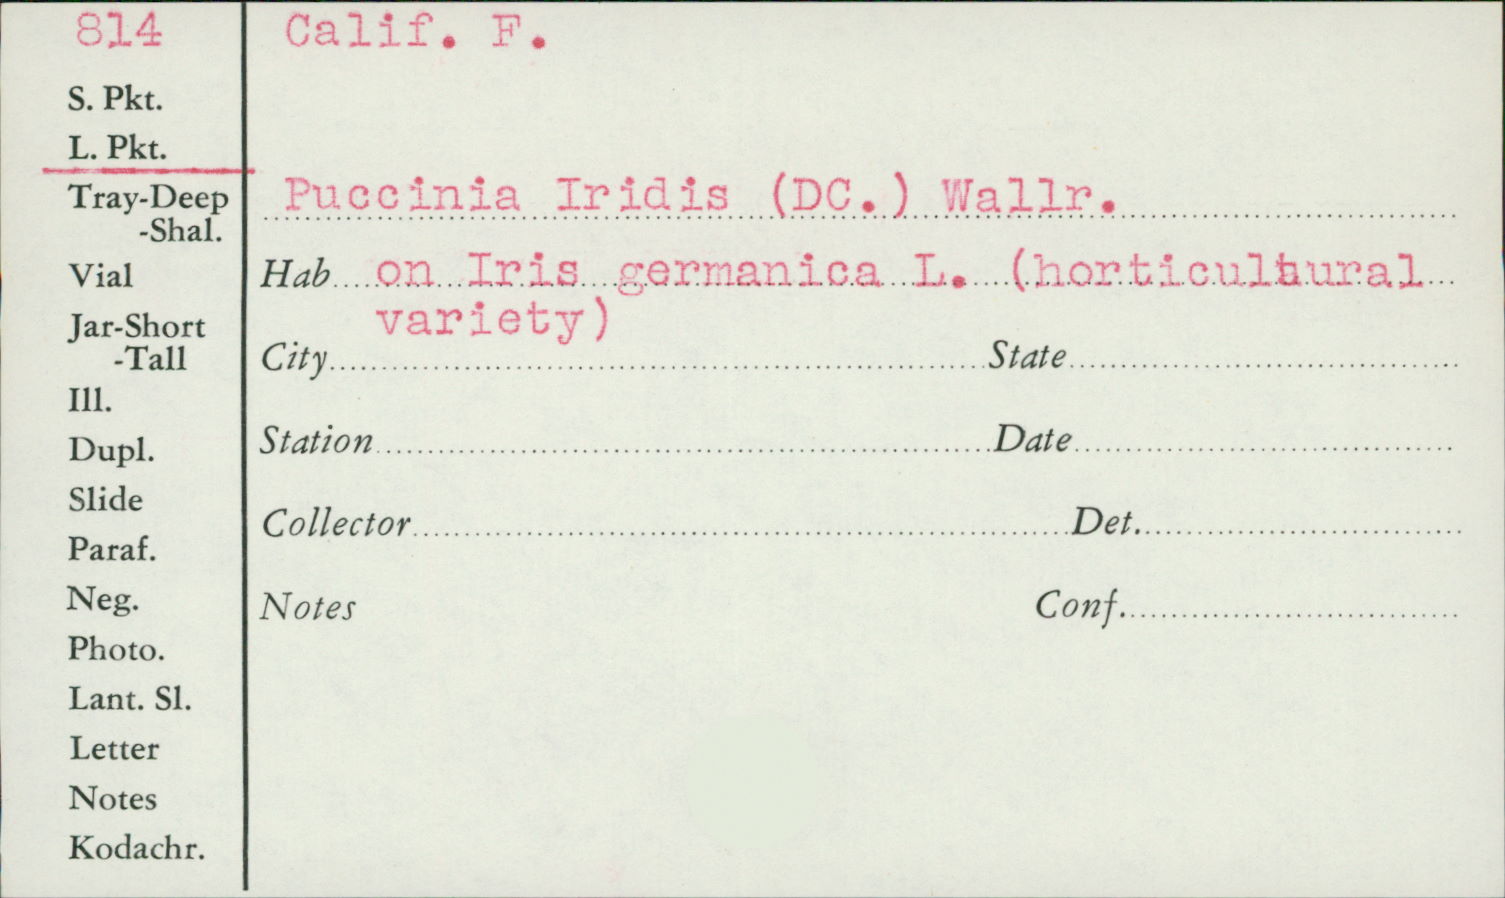 814
Calif. F.
S. Pkt.
L. Pkt.
Tray-Deep
-Shal.
Vial
Jar-Short
-Tall
Ill.
Dupl.
Slide
Paraf.
Neg.
Photo.
Lant. Sl.
Letter
Notes
Kodachr.
Puccinia Iridis (DC.) Wallr.
Hab on Iris germanica L. (horticultural
variety)
City State
Station Date
Collector Det.
Notes Conf.